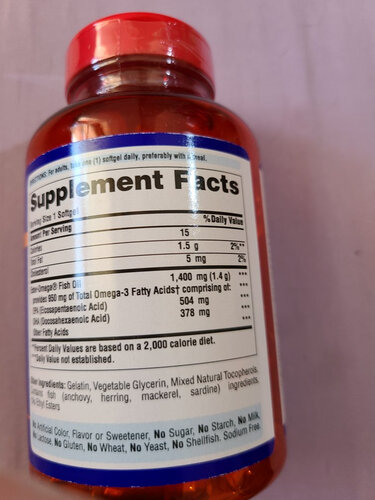 DIRECTIONS: For adults, take one (1) softgel daily, preferably with a meal.
Supplement Facts
Serving Size 1 Softgel
Amount Per Serving %Daily Value
Calories 15
Total Fat 1.5 g 2%**
Cholesterol 5 mg 2%
Ester-Omega® Fish Oil 1,400 mg (1.4 g) ***
provides 950 mg of Total Omega-3 Fatty Acids† comprising of: ***
EPA (Eicosapentaenoic Acid) 504 mg ***
DHA (Docosahexaenoic Acid) 378 mg ***
Other Fatty Acids
*Percent Daily Values are based on a 2,000 calorie diet.
***Daily Value not established.
Other Ingredients: Gelatin, Vegetable Glycerin, Mixed Natural Tocopherols.
Contains fish (anchovy, herring, mackerel, sardine) ingredients.
Ethyl Esters
No Artificial Color, Flavor or Sweetener, No Sugar, No Starch, No Milk,
No Lactose, No Gluten, No Wheat, No Yeast, No Shellfish. Sodium Free.